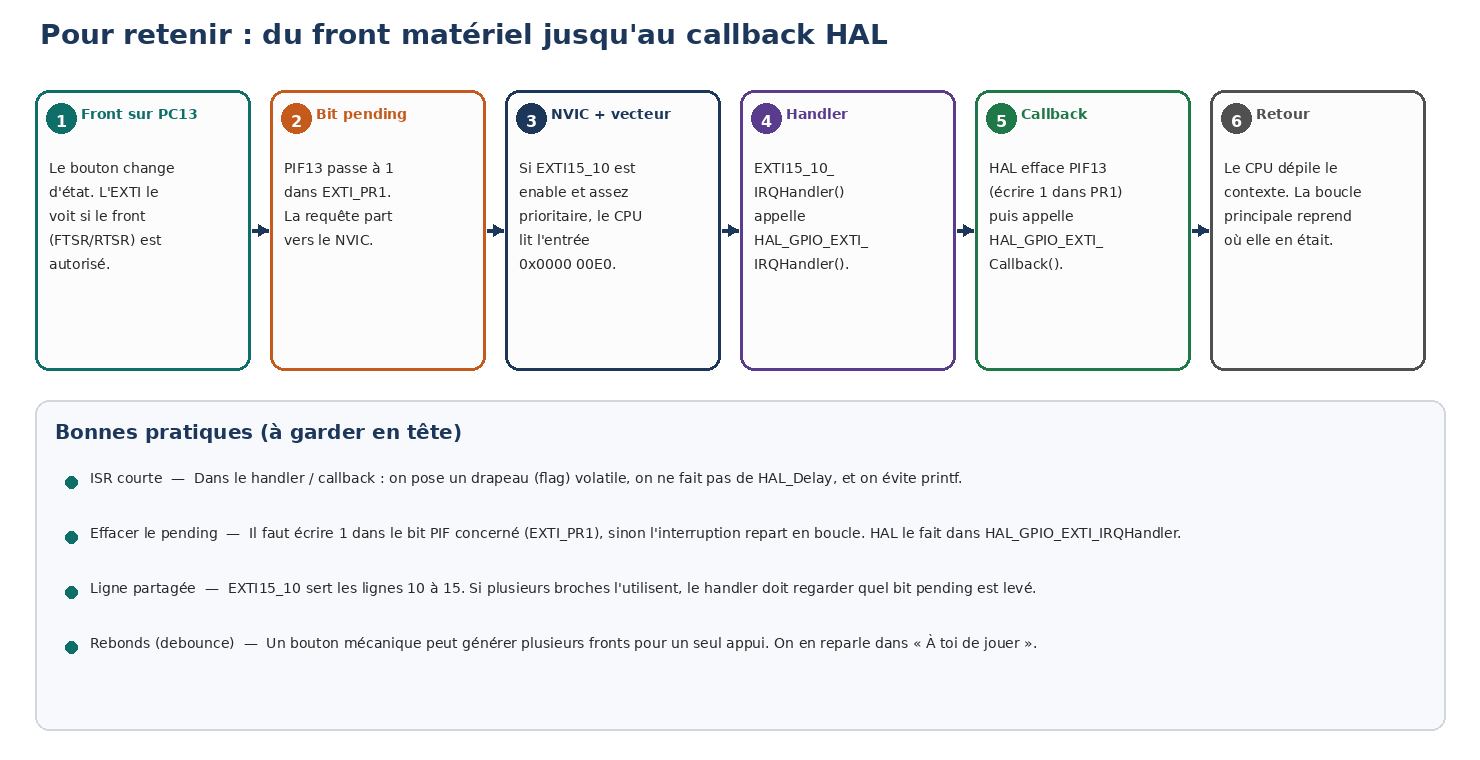 Pour retenir : du front matériel jusqu'au callback HAL
1 Front sur PC13
Le bouton change
d'état. L'EXTI le
voit si le front
(FTSR/RTSR) est
autorisé.
2 Bit pending
PIF13 passe à 1
dans EXTI_PR1.
La requête part
vers le NVIC.
3 NVIC + vecteur
Si EXTI15_10 est
enable et assez
prioritaire, le CPU
lit l'entrée
0x0000 00E0.
4 Handler
EXTI15_10_
IRQHandler()
appelle
HAL_GPIO_EXTI_
IRQHandler().
5 Callback
HAL efface PIF13
(écrire 1 dans PR1)
puis appelle
HAL_GPIO_EXTI_
Callback().
6 Retour
Le CPU dépile le
contexte. La boucle
principale reprend
où elle en était.
Bonnes pratiques (à garder en tête)
ISR courte — Dans le handler / callback : on pose un drapeau (flag) volatile, on ne fait pas de HAL_Delay, et on évite printf.
Effacer le pending — Il faut écrire 1 dans le bit PIF concerné (EXTI_PR1), sinon l'interruption repart en boucle. HAL le fait dans HAL_GPIO_EXTI_IRQHandler.
Ligne partagée — EXTI15_10 sert les lignes 10 à 15. Si plusieurs broches l'utilisent, le handler doit regarder quel bit pending est levé.
Rebonds (debounce) — Un bouton mécanique peut générer plusieurs fronts pour un seul appui. On en reparle dans « À toi de jouer ».